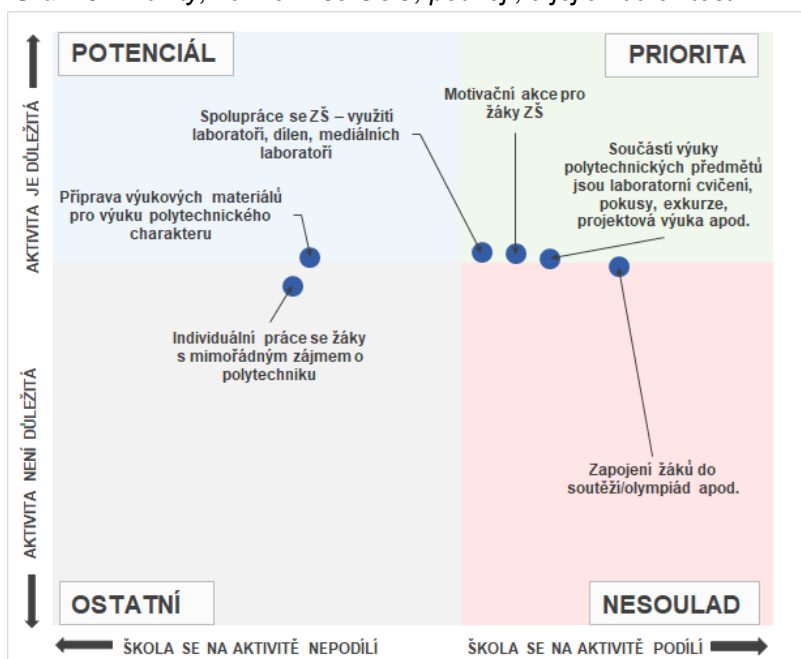 POTENCIÁL
PRIORITA
Motivační akce pro
žáky ZŠ
Spolupráce se ZŠ – využití
laboratoří, dílen, mediálních
laboratoří
Součástí výuky
polytechnických předmětů
jsou laboratorní cvičení,
pokusy, exkurze,
projektová výuka apod.
Příprava výukových materiálů
pro výuku polytechnického
charakteru
Individuální práce se žáky
s mimořádným zájmem o
polytechniku
Zapojení žáků do
soutěží/olympiád apod.
OSTATNÍ
NESOULAD
AKTIVITA JE DŮLEŽITÁ
AKTIVITA NENÍ DŮLEŽITÁ
ŠKOLA SE NA AKTIVITĚ NEPODÍLÍ
ŠKOLA SE NA AKTIVITĚ PODÍLÍ